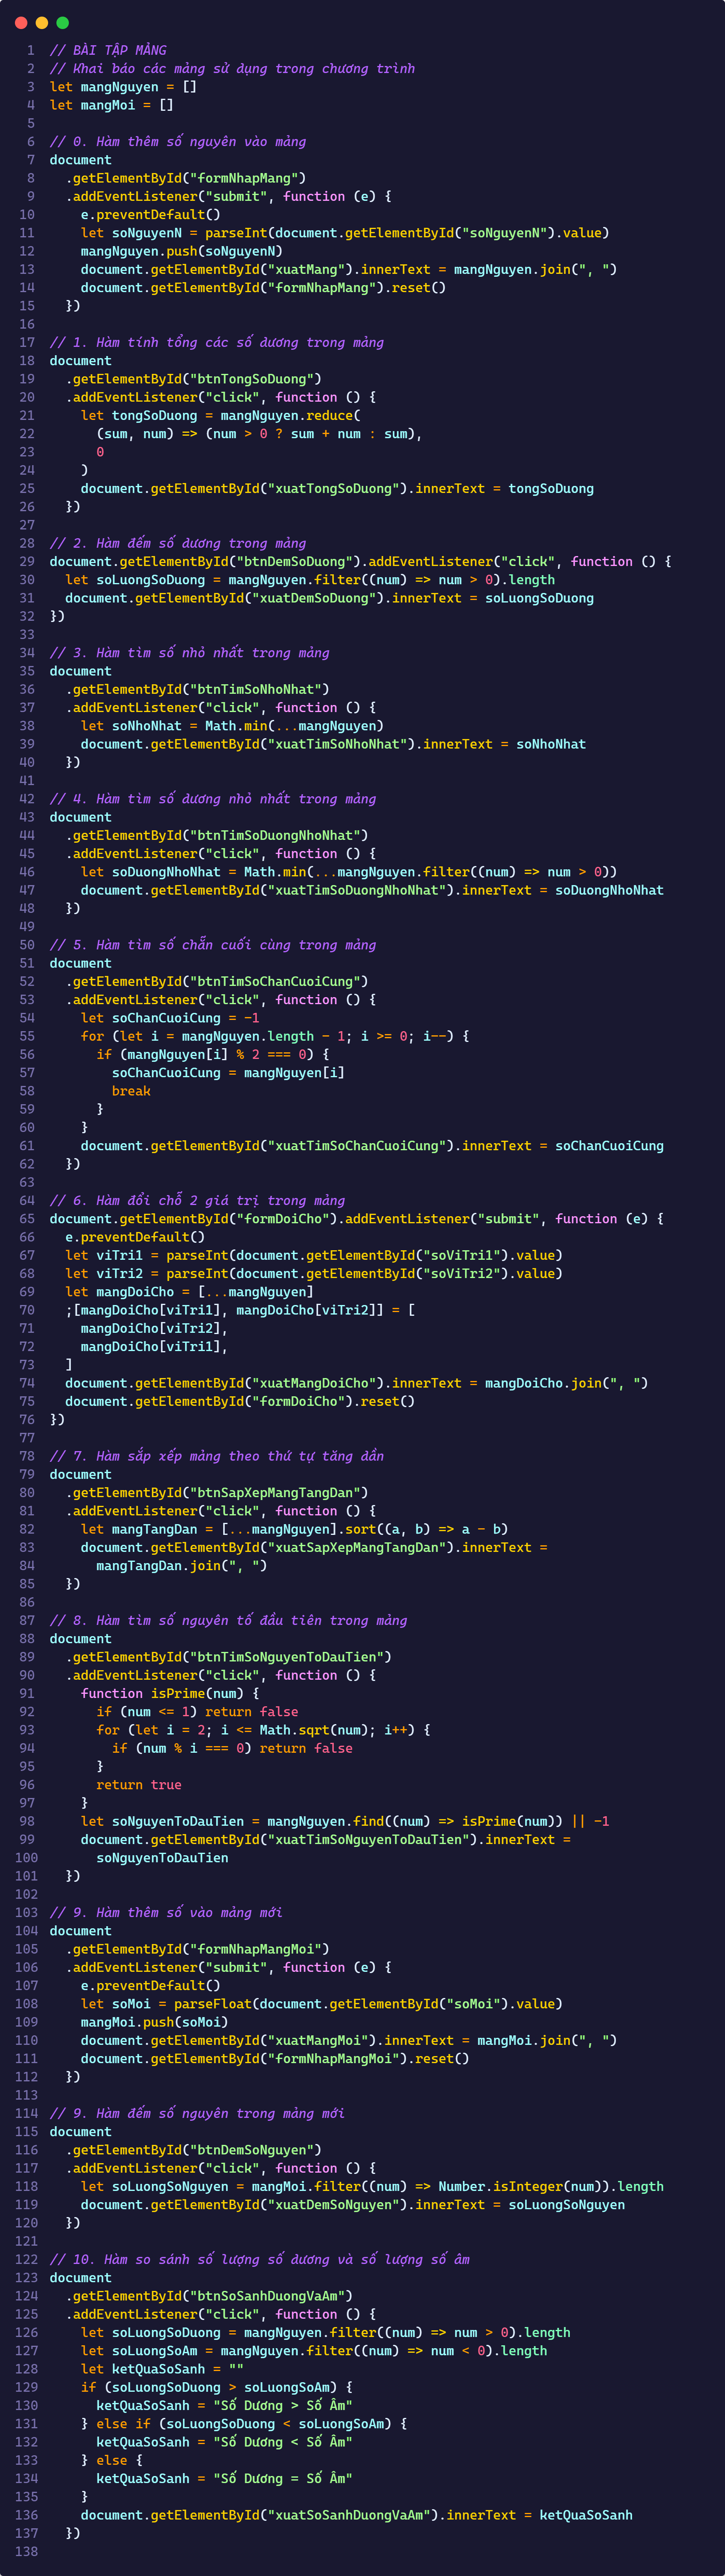 1 // BÀI TẬP MẢNG
2 // Khai báo các mảng sử dụng trong chương trình
3 let mangNguyen = []
4 let mangMoi = []
5
6 // 0. Hàm thêm số nguyên vào mảng
7 document
8   .getElementById("formNhapMang")
9   .addEventListener("submit", function (e) {
10     e.preventDefault()
11     let soNguyenN = parseInt(document.getElementById("soNguyenN").value)
12     mangNguyen.push(soNguyenN)
13     document.getElementById("xuatMang").innerText = mangNguyen.join(", ")
14     document.getElementById("formNhapMang").reset()
15   })
16
17 // 1. Hàm tính tổng các số dương trong mảng
18 document
19   .getElementById("btnTongSoDuong")
20   .addEventListener("click", function () {
21     let tongSoDuong = mangNguyen.reduce(
22       (sum, num) => (num > 0 ? sum + num : sum),
23       0
24     )
25     document.getElementById("xuatTongSoDuong").innerText = tongSoDuong
26   })
27
28 // 2. Hàm đếm số dương trong mảng
29 document.getElementById("btnDemSoDuong").addEventListener("click", function () {
30   let soLuongSoDuong = mangNguyen.filter((num) => num > 0).length
31   document.getElementById("xuatDemSoDuong").innerText = soLuongSoDuong
32 })
33
34 // 3. Hàm tìm số nhỏ nhất trong mảng
35 document
36   .getElementById("btnTimSoNhoNhat")
37   .addEventListener("click", function () {
38     let soNhoNhat = Math.min(...mangNguyen)
39     document.getElementById("xuatTimSoNhoNhat").innerText = soNhoNhat
40   })
41
42 // 4. Hàm tìm số dương nhỏ nhất trong mảng
43 document
44   .getElementById("btnTimSoDuongNhoNhat")
45   .addEventListener("click", function () {
46     let soDuongNhoNhat = Math.min(...mangNguyen.filter((num) => num > 0))
47     document.getElementById("xuatTimSoDuongNhoNhat").innerText = soDuongNhoNhat
48   })
49
50 // 5. Hàm tìm số chẵn cuối cùng trong mảng
51 document
52   .getElementById("btnTimSoChanCuoiCung")
53   .addEventListener("click", function () {
54     let soChanCuoiCung = -1
55     for (let i = mangNguyen.length - 1; i >= 0; i--) {
56       if (mangNguyen[i] % 2 === 0) {
57         soChanCuoiCung = mangNguyen[i]
58         break
59       }
60     }
61     document.getElementById("xuatTimSoChanCuoiCung").innerText = soChanCuoiCung
62   })
63
64 // 6. Hàm đổi chỗ 2 giá trị trong mảng
65 document.getElementById("formDoiCho").addEventListener("submit", function (e) {
66   e.preventDefault()
67   let viTri1 = parseInt(document.getElementById("soViTri1").value)
68   let viTri2 = parseInt(document.getElementById("soViTri2").value)
69   let mangDoiCho = [...mangNguyen]
70   ;[mangDoiCho[viTri1], mangDoiCho[viTri2]] = [
71     mangDoiCho[viTri2],
72     mangDoiCho[viTri1],
73   ]
74   document.getElementById("xuatMangDoiCho").innerText = mangDoiCho.join(", ")
75   document.getElementById("formDoiCho").reset()
76 })
77
78 // 7. Hàm sắp xếp mảng theo thứ tự tăng dần
79 document
80   .getElementById("btnSapXepMangTangDan")
81   .addEventListener("click", function () {
82     let mangTangDan = [...mangNguyen].sort((a, b) => a - b)
83     document.getElementById("xuatSapXepMangTangDan").innerText =
84       mangTangDan.join(", ")
85   })
86
87 // 8. Hàm tìm số nguyên tố đầu tiên trong mảng
88 document
89   .getElementById("btnTimSoNguyenToDauTien")
90   .addEventListener("click", function () {
91     function isPrime(num) {
92       if (num <= 1) return false
93       for (let i = 2; i <= Math.sqrt(num); i++) {
94         if (num % i === 0) return false
95       }
96       return true
97     }
98     let soNguyenToDauTien = mangNguyen.find((num) => isPrime(num)) || -1
99     document.getElementById("xuatTimSoNguyenToDauTien").innerText =
100       soNguyenToDauTien
101   })
102
103 // 9. Hàm thêm số vào mảng mới
104 document
105   .getElementById("formNhapMangMoi")
106   .addEventListener("submit", function (e) {
107     e.preventDefault()
108     let soMoi = parseFloat(document.getElementById("soMoi").value)
109     mangMoi.push(soMoi)
110     document.getElementById("xuatMangMoi").innerText = mangMoi.join(", ")
111     document.getElementById("formNhapMangMoi").reset()
112   })
113
114 // 9. Hàm đếm số nguyên trong mảng mới
115 document
116   .getElementById("btnDemSoNguyen")
117   .addEventListener("click", function () {
118     let soLuongSoNguyen = mangMoi.filter((num) => Number.isInteger(num)).length
119     document.getElementById("xuatDemSoNguyen").innerText = soLuongSoNguyen
120   })
121
122 // 10. Hàm so sánh số lượng số dương và số lượng số âm
123 document
124   .getElementById("btnSoSanhDuongVaAm")
125   .addEventListener("click", function () {
126     let soLuongSoDuong = mangNguyen.filter((num) => num > 0).length
127     let soLuongSoAm = mangNguyen.filter((num) => num < 0).length
128     let ketQuaSoSanh = ""
129     if (soLuongSoDuong > soLuongSoAm) {
130       ketQuaSoSanh = "Số Dương > Số Âm"
131     } else if (soLuongSoDuong < soLuongSoAm) {
132       ketQuaSoSanh = "Số Dương < Số Âm"
133     } else {
134       ketQuaSoSanh = "Số Dương = Số Âm"
135     }
136     document.getElementById("xuatSoSanhDuongVaAm").innerText = ketQuaSoSanh
137   })
138